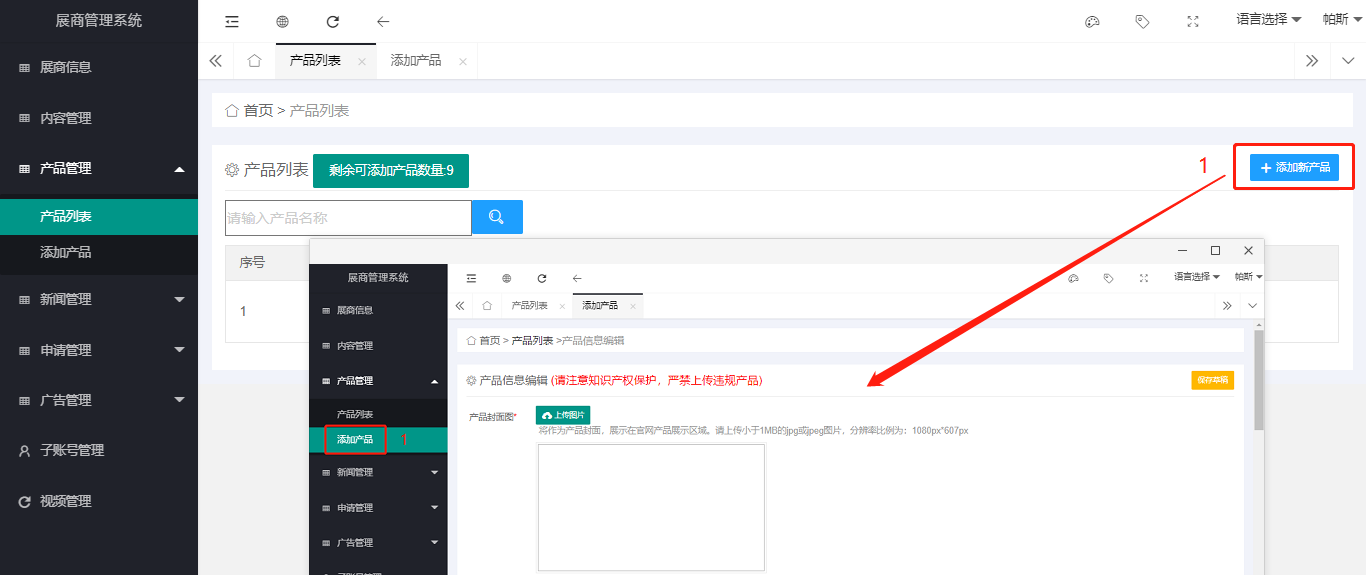 展商管理系统
语言选择
帕斯
产品列表
添加产品
展商信息
内容管理
产品管理
产品列表
添加产品
新闻管理
申请管理
广告管理
子账号管理
视频管理
首页 > 产品列表
产品列表
剩余可添加产品数量:9
1
添加新产品
请输入产品名称
序号
1
展商管理系统
语言选择
帕斯
产品列表
添加产品
展商信息
内容管理
产品管理
产品列表
添加产品
1
新闻管理
申请管理
广告管理
子账号管理
首页 > 产品列表 >产品信息编辑
产品信息编辑 (请注意知识产权保护，严禁上传违规产品)
保存草稿
产品封面图*
上传图片
将作为产品封面，展示在官网产品展示区域。请上传小于1MB的jpg或jpeg图片，分辨率比例为：1080px*607px